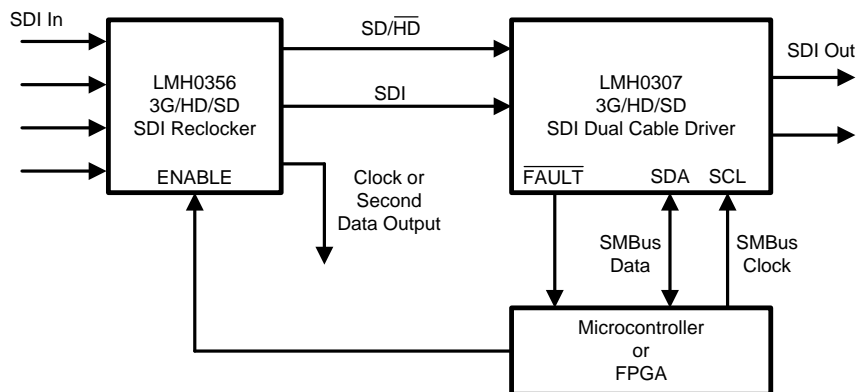 SDI In
SD/HD
SDI Out
LMH0356
3G/HD/SD
SDI Reclocker
ENABLE
SDI
LMH0307
3G/HD/SD
SDI Dual Cable Driver
FAULT
SDA
SCL
Clock or
Second
Data Output
SMBus
Data
SMBus
Clock
Microcontroller
or
FPGA